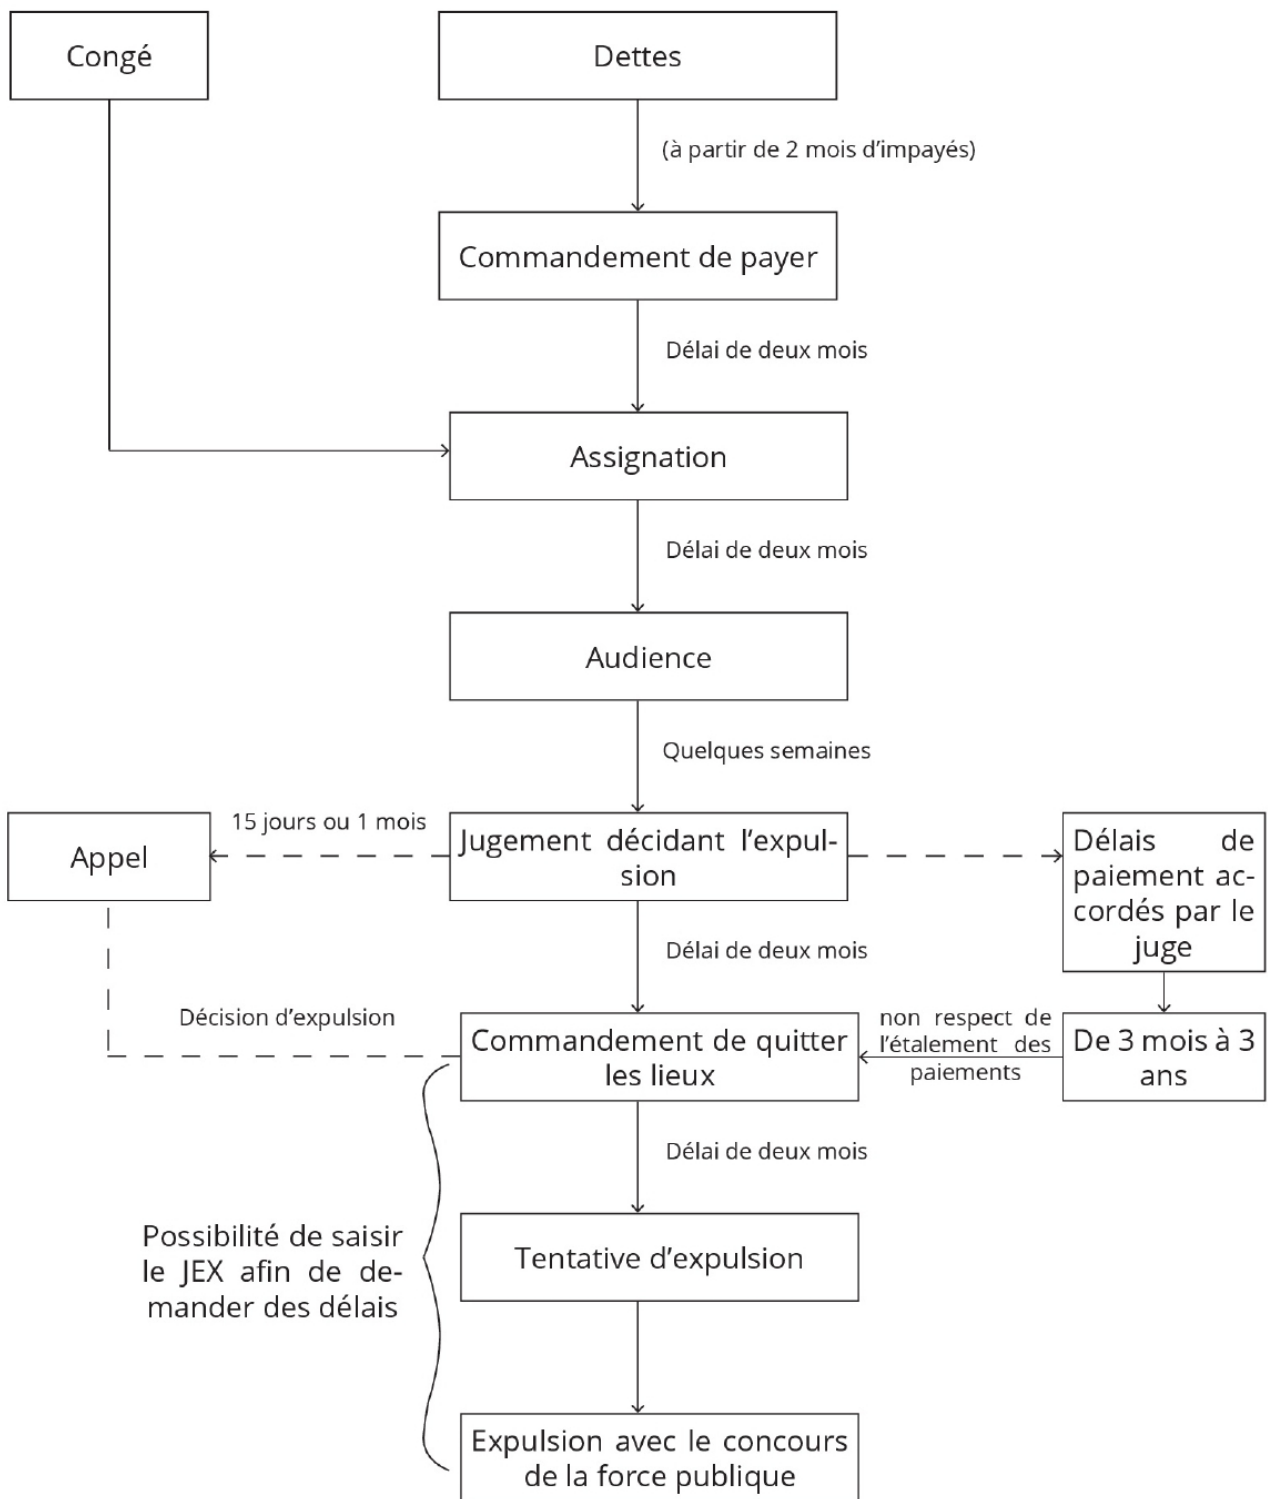 Congé
Dettes
(à partir de 2 mois d’impayés)
Commandement de payer
Délai de deux mois
Assignation
Délai de deux mois
Audience
Quelques semaines
15 jours ou 1 mois
Appel
Jugement décidant l’expul-
sion
Délais de
paiement ac-
cordés par le
juge
Délai de deux mois
Décision d’expulsion
Commandement de quitter
les lieux
non respect de
l’étalement des
paiements
De 3 mois à 3
ans
Délai de deux mois
Possibilité de saisir
le JEX afin de de-
mander des délais
Tentative d’expulsion
Expulsion avec le concours
de la force publique